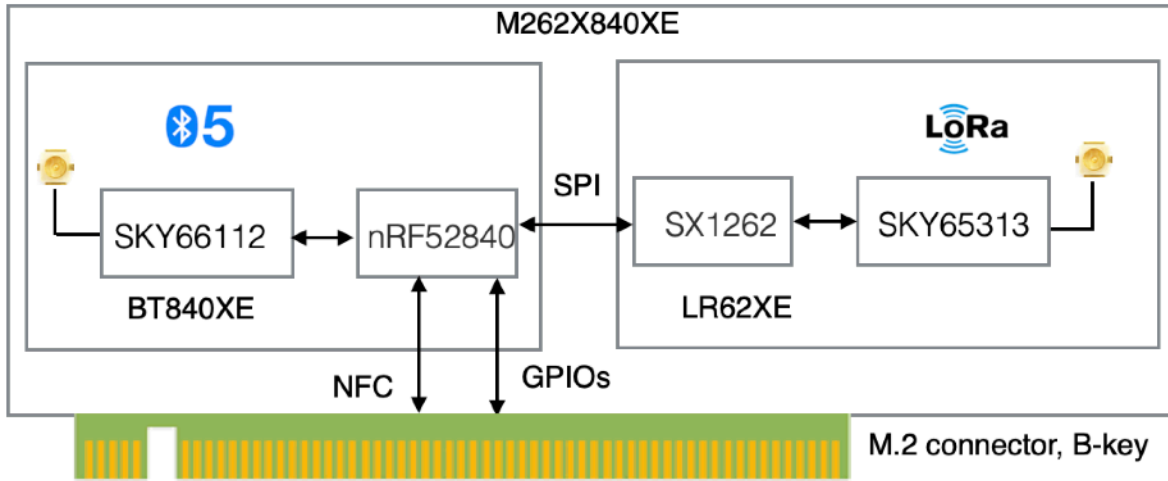 M262X840XE
5
LoRa
SPI
SKY66112
nRF52840
SX1262
SKY65313
BT840XE
LR62XE
NFC
GPIOs
M.2 connector, B-key